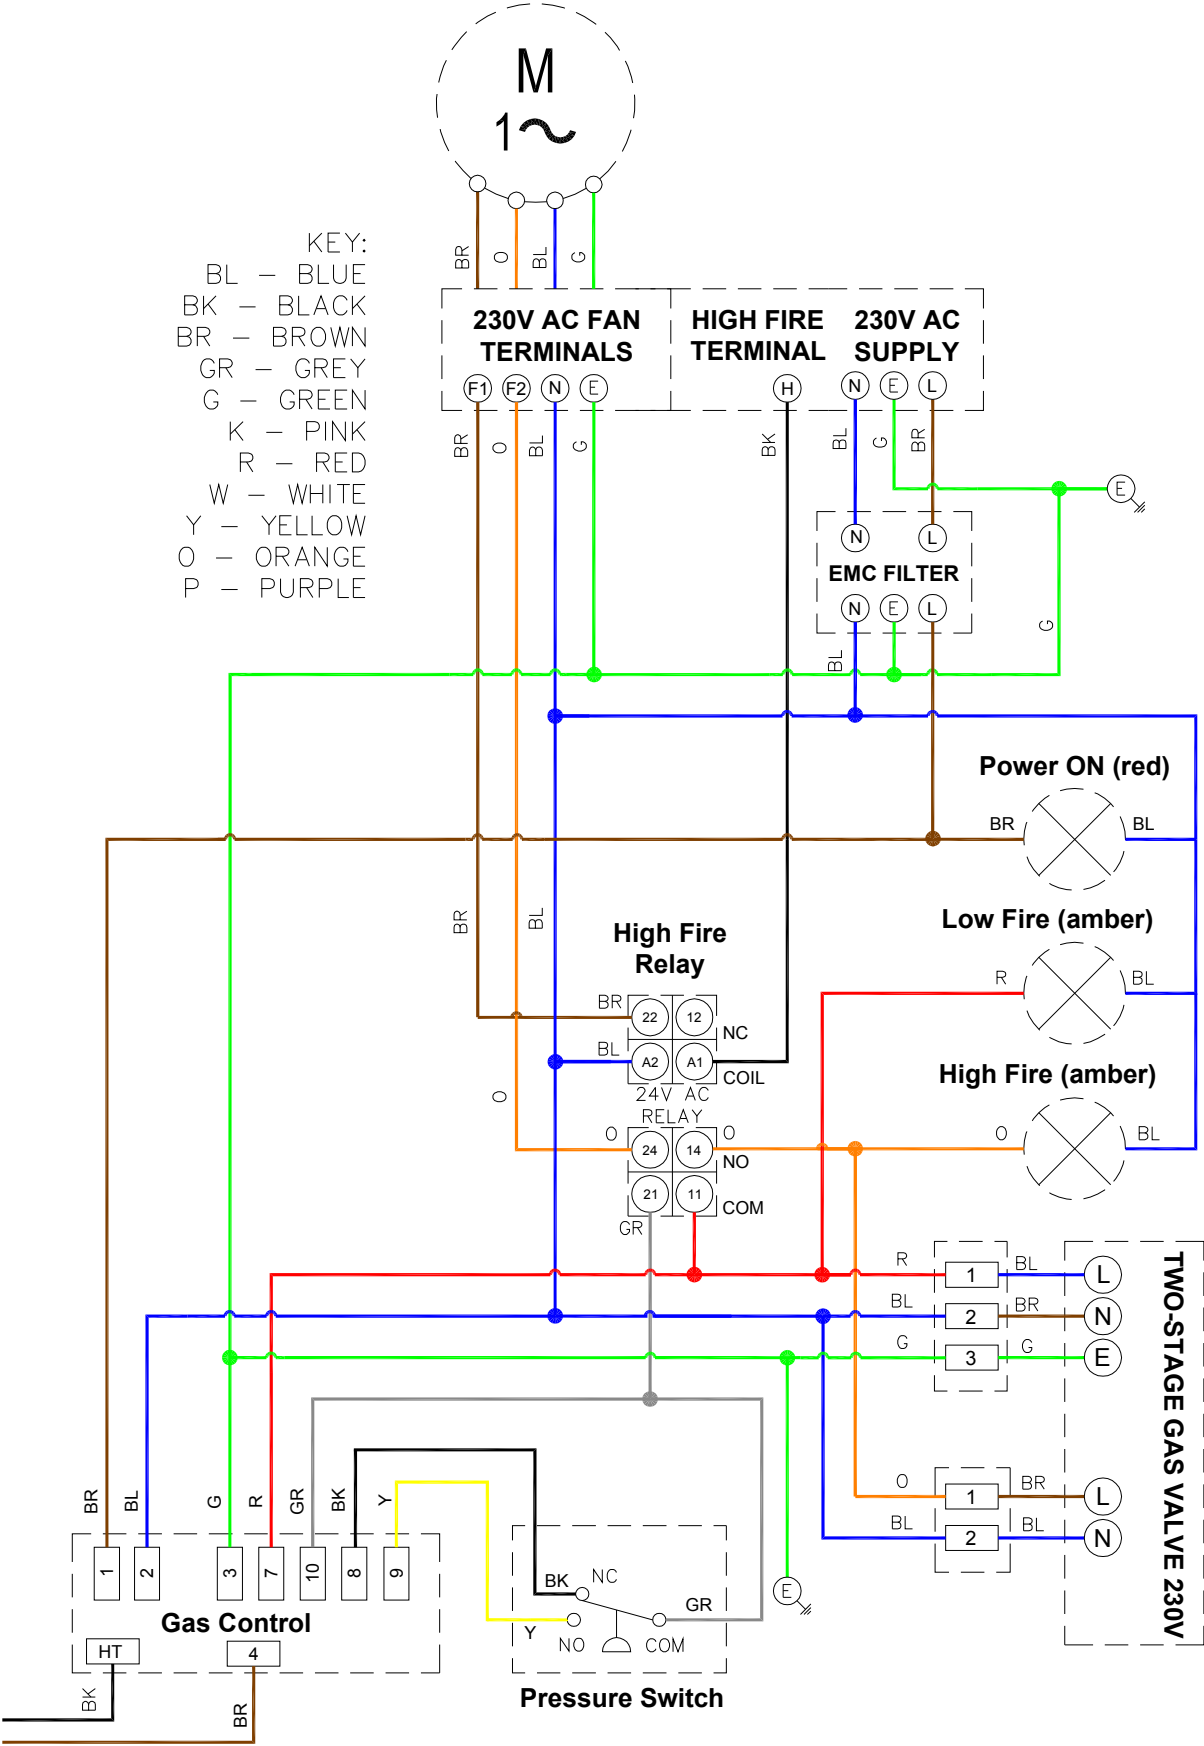 M
1
KEY:
BL – BLUE
BK – BLACK
BR – BROWN
GR – GREY
G – GREEN
K – PINK
R – RED
W – WHITE
Y – YELLOW
O – ORANGE
P – PURPLE
BR O BL G
230V AC FAN
TERMINALS
HIGH FIRE
TERMINAL
230V AC
SUPPLY
F1 F2 N E H N E L
BR O BL G BK BL G BR
E
N L
EMC FILTER
N E L
BL G
Power ON (red)
BR BL
BR BL
Low Fire (amber)
R BL
High Fire
Relay
BR 22 12 NC
BL A2 A1 COIL
24V AC
RELAY
O
High Fire (amber)
O BL
O 24 14 O NO
21 11 COM
GR
R 1 BL L
BL 2 BR N
G 3 G E
TWO-STAGE GAS VALVE 230V
O 1 BR L
BL 2 BL N
BR BL G R GR BK Y
1 2 3 7 10 8 9
Gas Control
HT 4
BK BR
BK NC
Y NO COM GR
E
Pressure Switch